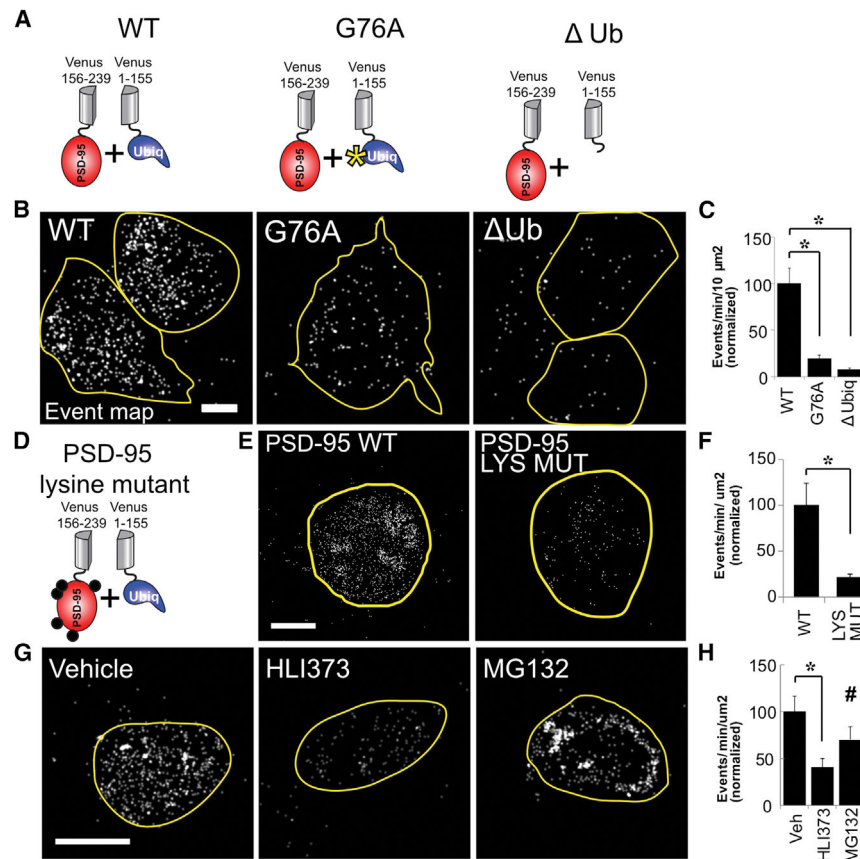 A
WT
G76A
Δ Ub
Venus
156-239
Venus
1-155
Venus
156-239
Venus
1-155
Venus
156-239
Venus
1-155
PSD-95
+
Ubiq
PSD-95
+
*
Ubiq
PSD-95
+
B
WT
Event map
G76A
ΔUb
C
Events/min/10 µm2
(normalized)
150
100
50
0
*
*
WT
G76A
Δ Ubiq
D
PSD-95
lysine mutant
Venus
156-239
Venus
1-155
PSD-95
+
Ubiq
E
PSD-95 WT
PSD-95
LYS MUT
F
Events/min/ um2
(normalized)
150
100
50
0
*
WT
LYS
MUT
G
Vehicle
HLI373
MG132
H
Events/ min/um2
(normalized)
150
100
50
0
*
#
Veh
HLI373
MG132